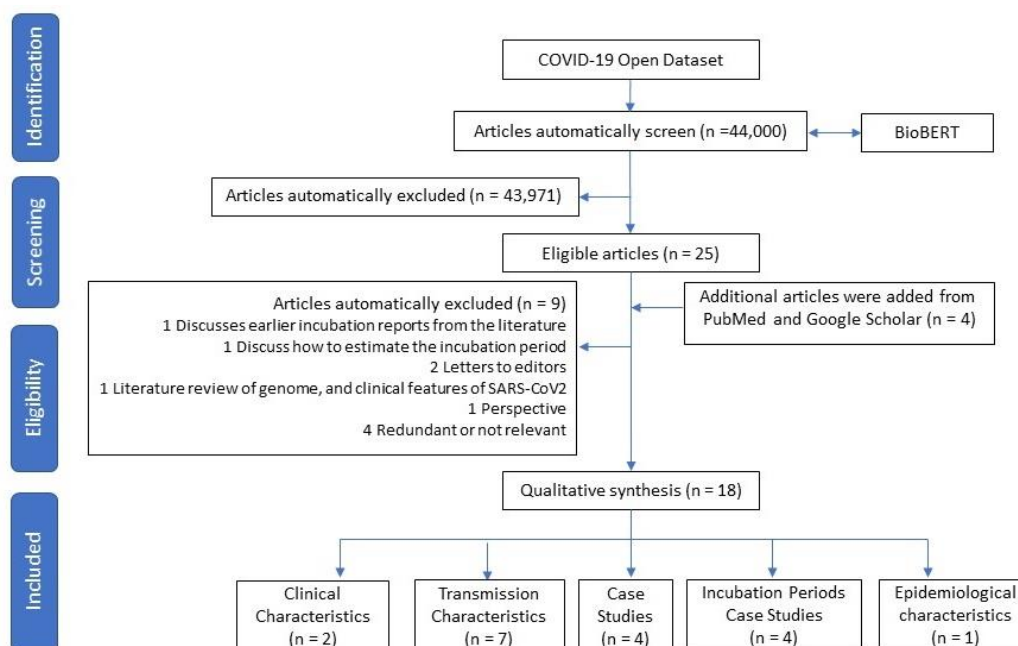 Identification
COVID-19 Open Dataset
Articles automatically screen (n =44,000)
BioBERT
Screening
Articles automatically excluded (n = 43,971)
Eligible articles (n = 25)
Additional articles were added from
PubMed and Google Scholar (n = 4)
Eligibility
Articles automatically excluded (n = 9)
1 Discusses earlier incubation reports from the literature
1 Discuss how to estimate the incubation period
2 Letters to editors
1 Literature review of genome, and clinical features of SARS-CoV2
1 Perspective
4 Redundant or not relevant
Included
Qualitative synthesis (n = 18)
Clinical
Characteristics
(n = 2)
Transmission
Characteristics
(n = 7)
Case
Studies
(n = 4)
Incubation Periods
Case Studies
(n = 4)
Epidemiological
characteristics
(n = 1)